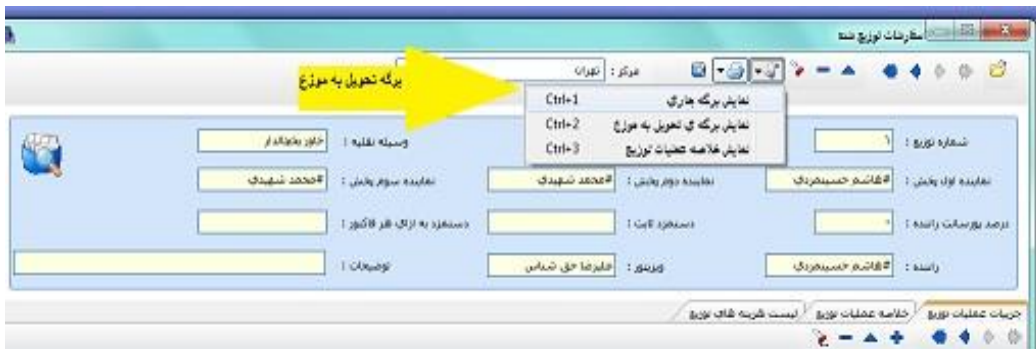 سفارشات توزیع شده
مرکز : تهران
برگه تحویل به موزع
نمایش برگه جاری Ctrl+1
نمایش برگه ی تحویل به موزع Ctrl+2
نمایش خلاصه عملیات توزیع Ctrl+3
شماره توزیع : ۱ وسیله نقلیه : خاور یخچالدار
نماینده اول پخش : #هاشم حسینمردی نماینده دوم پخش : #محمد شهیدی نماینده سوم پخش : #محمد شهیدی
درصد پورسانت راننده : ۰ دستمزد ثابت : دستمزد به ازای هر فاکتور :
راننده : #هاشم حسینمردی ویزیتور : علیرضا حق شناس توضیحات :
جزییات عملیات توزیع خلاصه عملیات توزیع لیست هزینه های توزیع